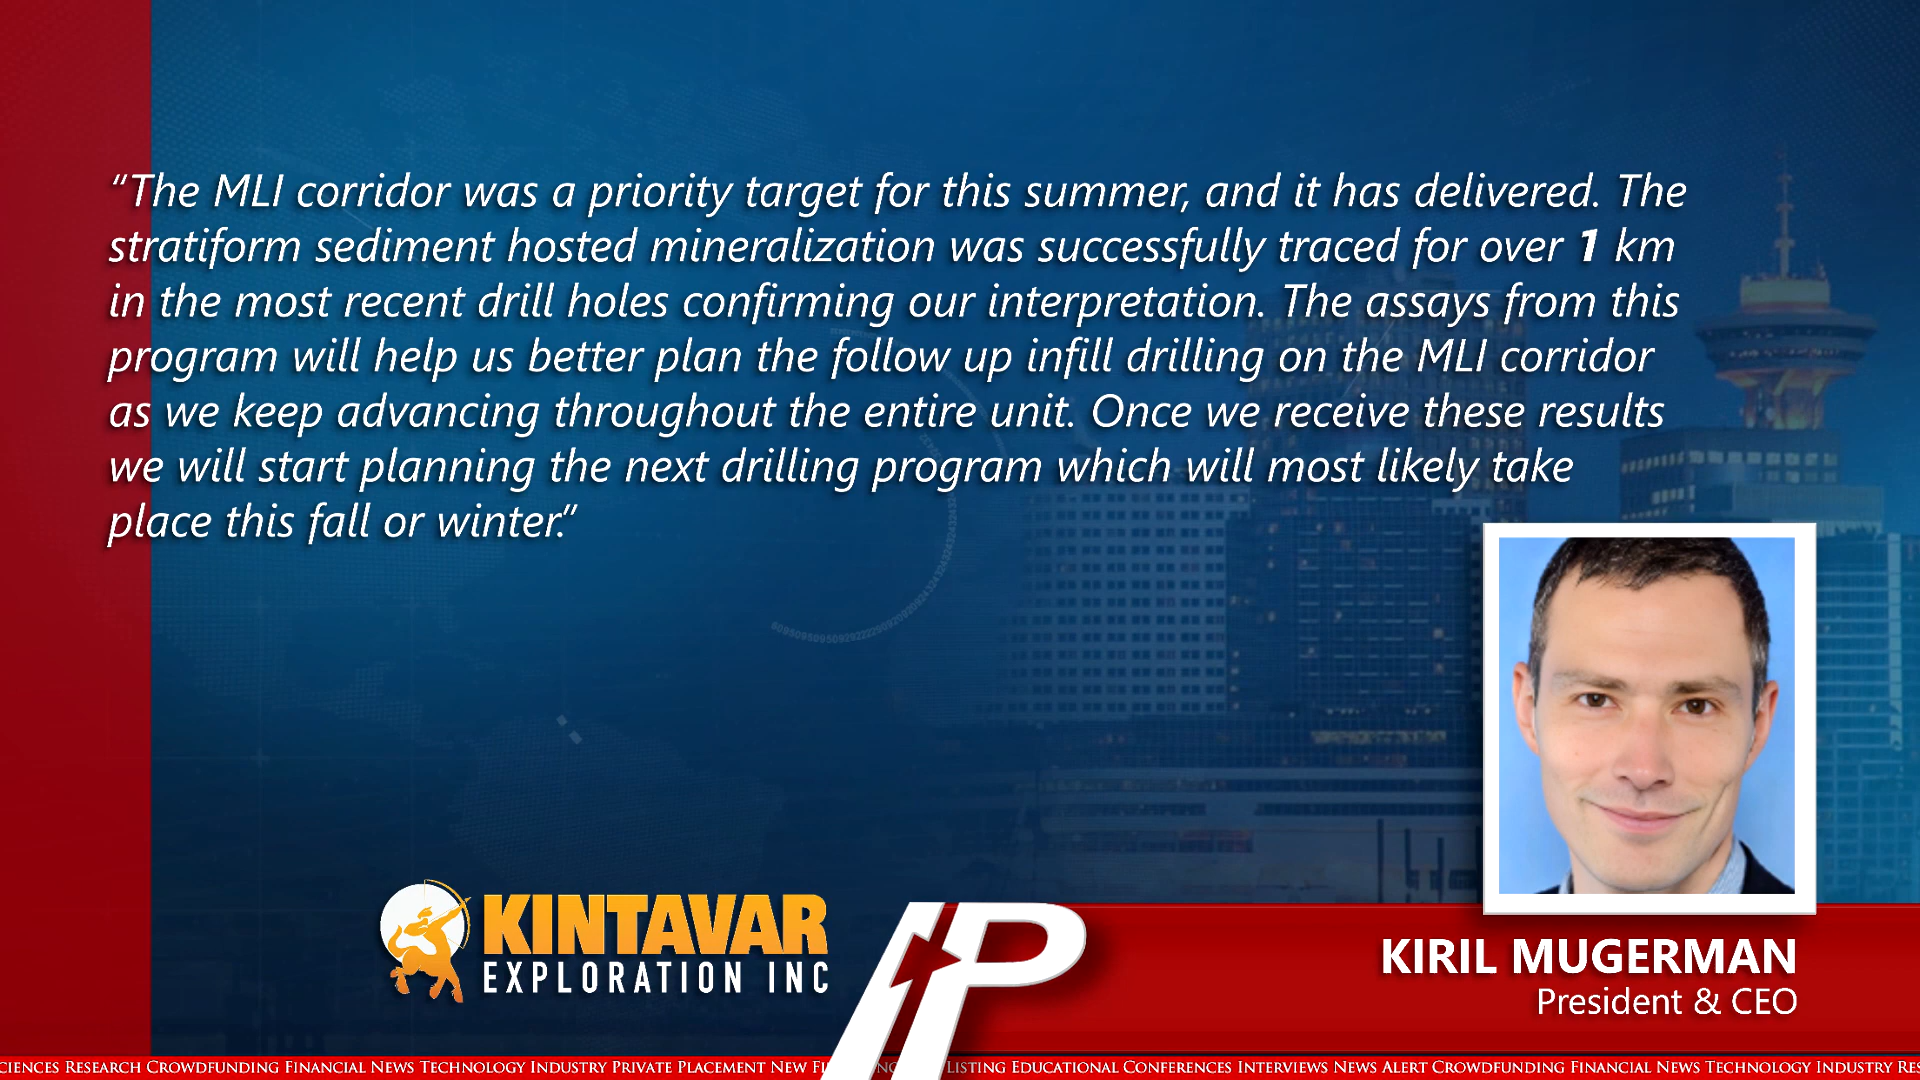 “The MLI corridor was a priority target for this summer, and it has delivered. The
stratiform sediment hosted mineralization was successfully traced for over 1 km
in the most recent drill holes confirming our interpretation. The assays from this
program will help us better plan the follow up infill drilling on the MLI corridor
as we keep advancing throughout the entire unit. Once we receive these results
we will start planning the next drilling program which will most likely take
place this fall or winter.”
KINTAVAR
EXPLORATION INC
IP
KIRIL MUGERMAN
President & CEO
RESEARCH CROWDFUNDING FINANCIAL NEWS TECHNOLOGY INDUSTRY PRIVATE PLACEMENT NEW LISTING EDUCATIONAL CONFERENCES INTERVIEWS NEWS ALERT CROWDFUNDING FINANCIAL NEWS TECHNOLOGY INDUSTRY